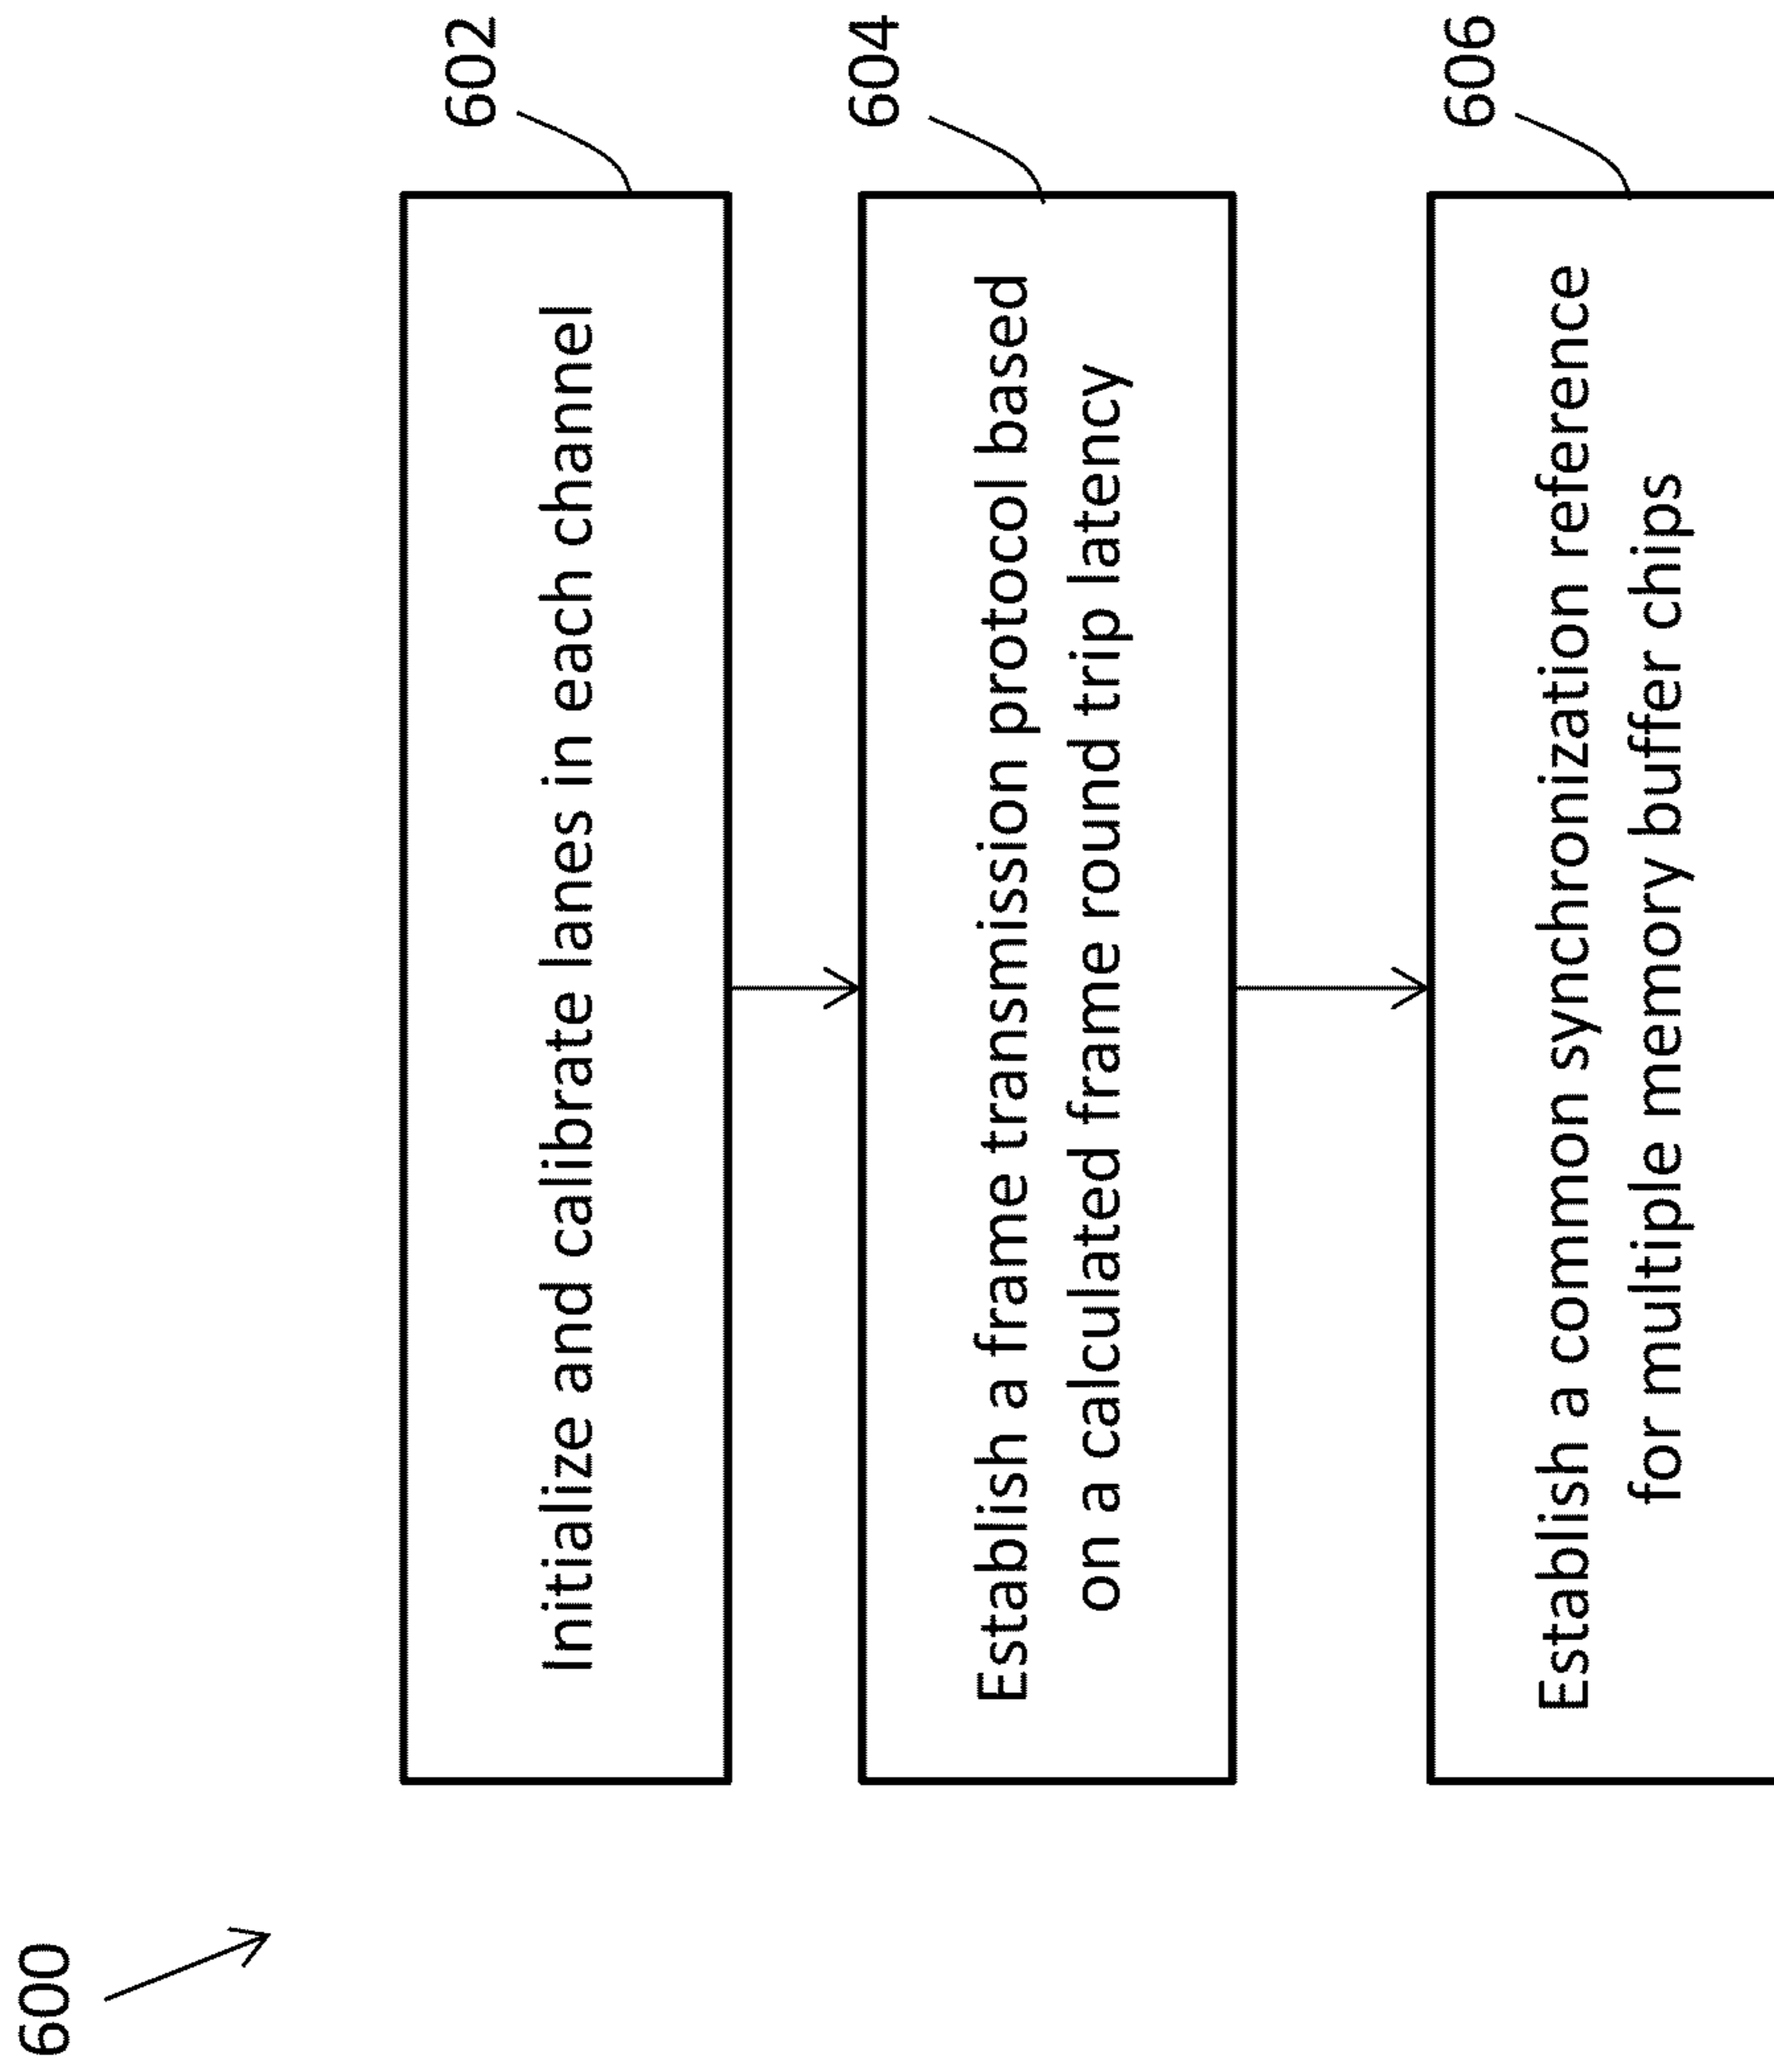 600
602
Initialize and calibrate lanes in each channel
604
Establish a frame transmission protocol based
on a calculated frame round trip latency
606
Establish a common synchronization reference
for multiple memory buffer chips